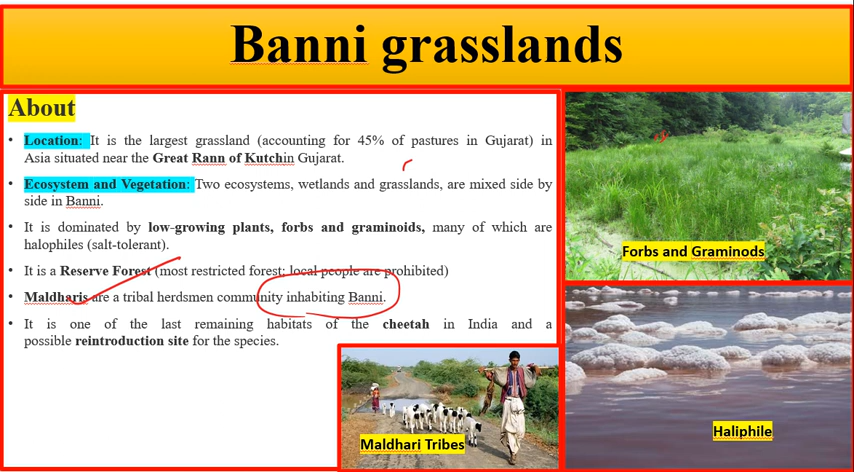 Banni grasslands
About
• Location: It is the largest grassland (accounting for 45% of pastures in Gujarat) in
Asia situated near the Great Rann of Kutchin Gujarat.
• Ecosystem and Vegetation: Two ecosystems, wetlands and grasslands, are mixed side by
side in Banni.
• It is dominated by low-growing plants, forbs and graminoids, many of which are
halophiles (salt-tolerant).
• It is a Reserve Forest (most restricted forest; local people are prohibited)
• Maldharis are a tribal herdsmen community inhabiting Banni.
• It is one of the last remaining habitats of the cheetah in India and a
possible reintroduction site for the species.
Forbs and Graminods
Maldhari Tribes
Haliphile